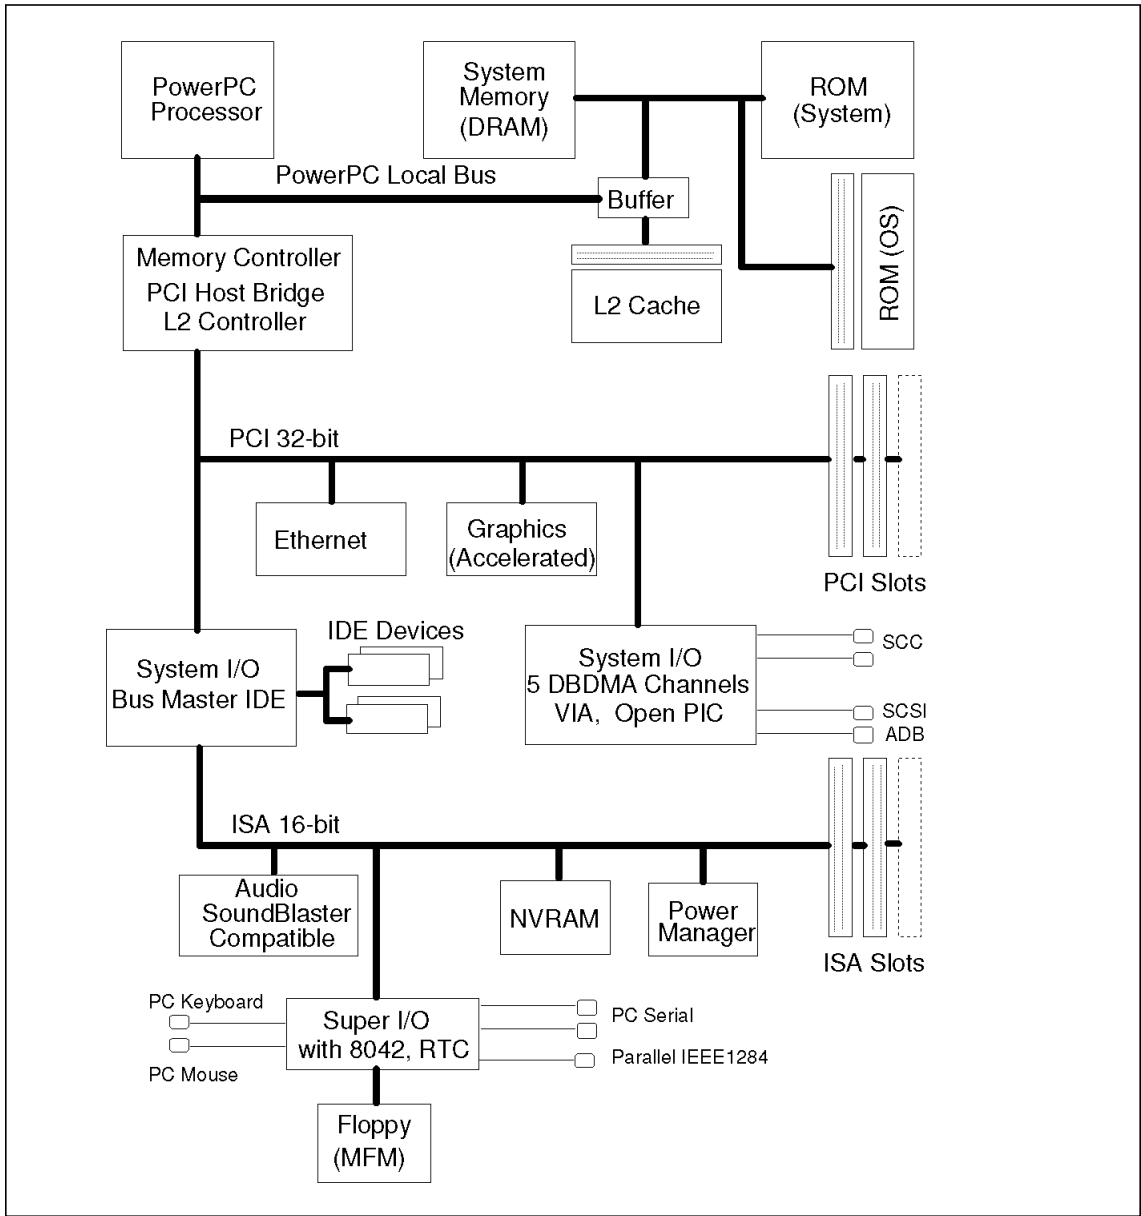 PowerPC
Processor
System
Memory
(DRAM)
ROM
(System)
PowerPC Local Bus
Buffer
ROM (OS)
Memory Controller
PCI Host Bridge
L2 Controller
L2 Cache
PCI 32-bit
Ethernet
Graphics
(Accelerated)
PCI Slots
IDE Devices
System I/O
Bus Master IDE
System I/O
5 DBDMA Channels
VIA, Open PIC
SCC
SCSI
ADB
ISA 16-bit
Audio
SoundBlaster
Compatible
NVRAM
Power
Manager
ISA Slots
PC Keyboard
PC Mouse
Super I/O
with 8042, RTC
PC Serial
Parallel IEEE1284
Floppy
(MFM)